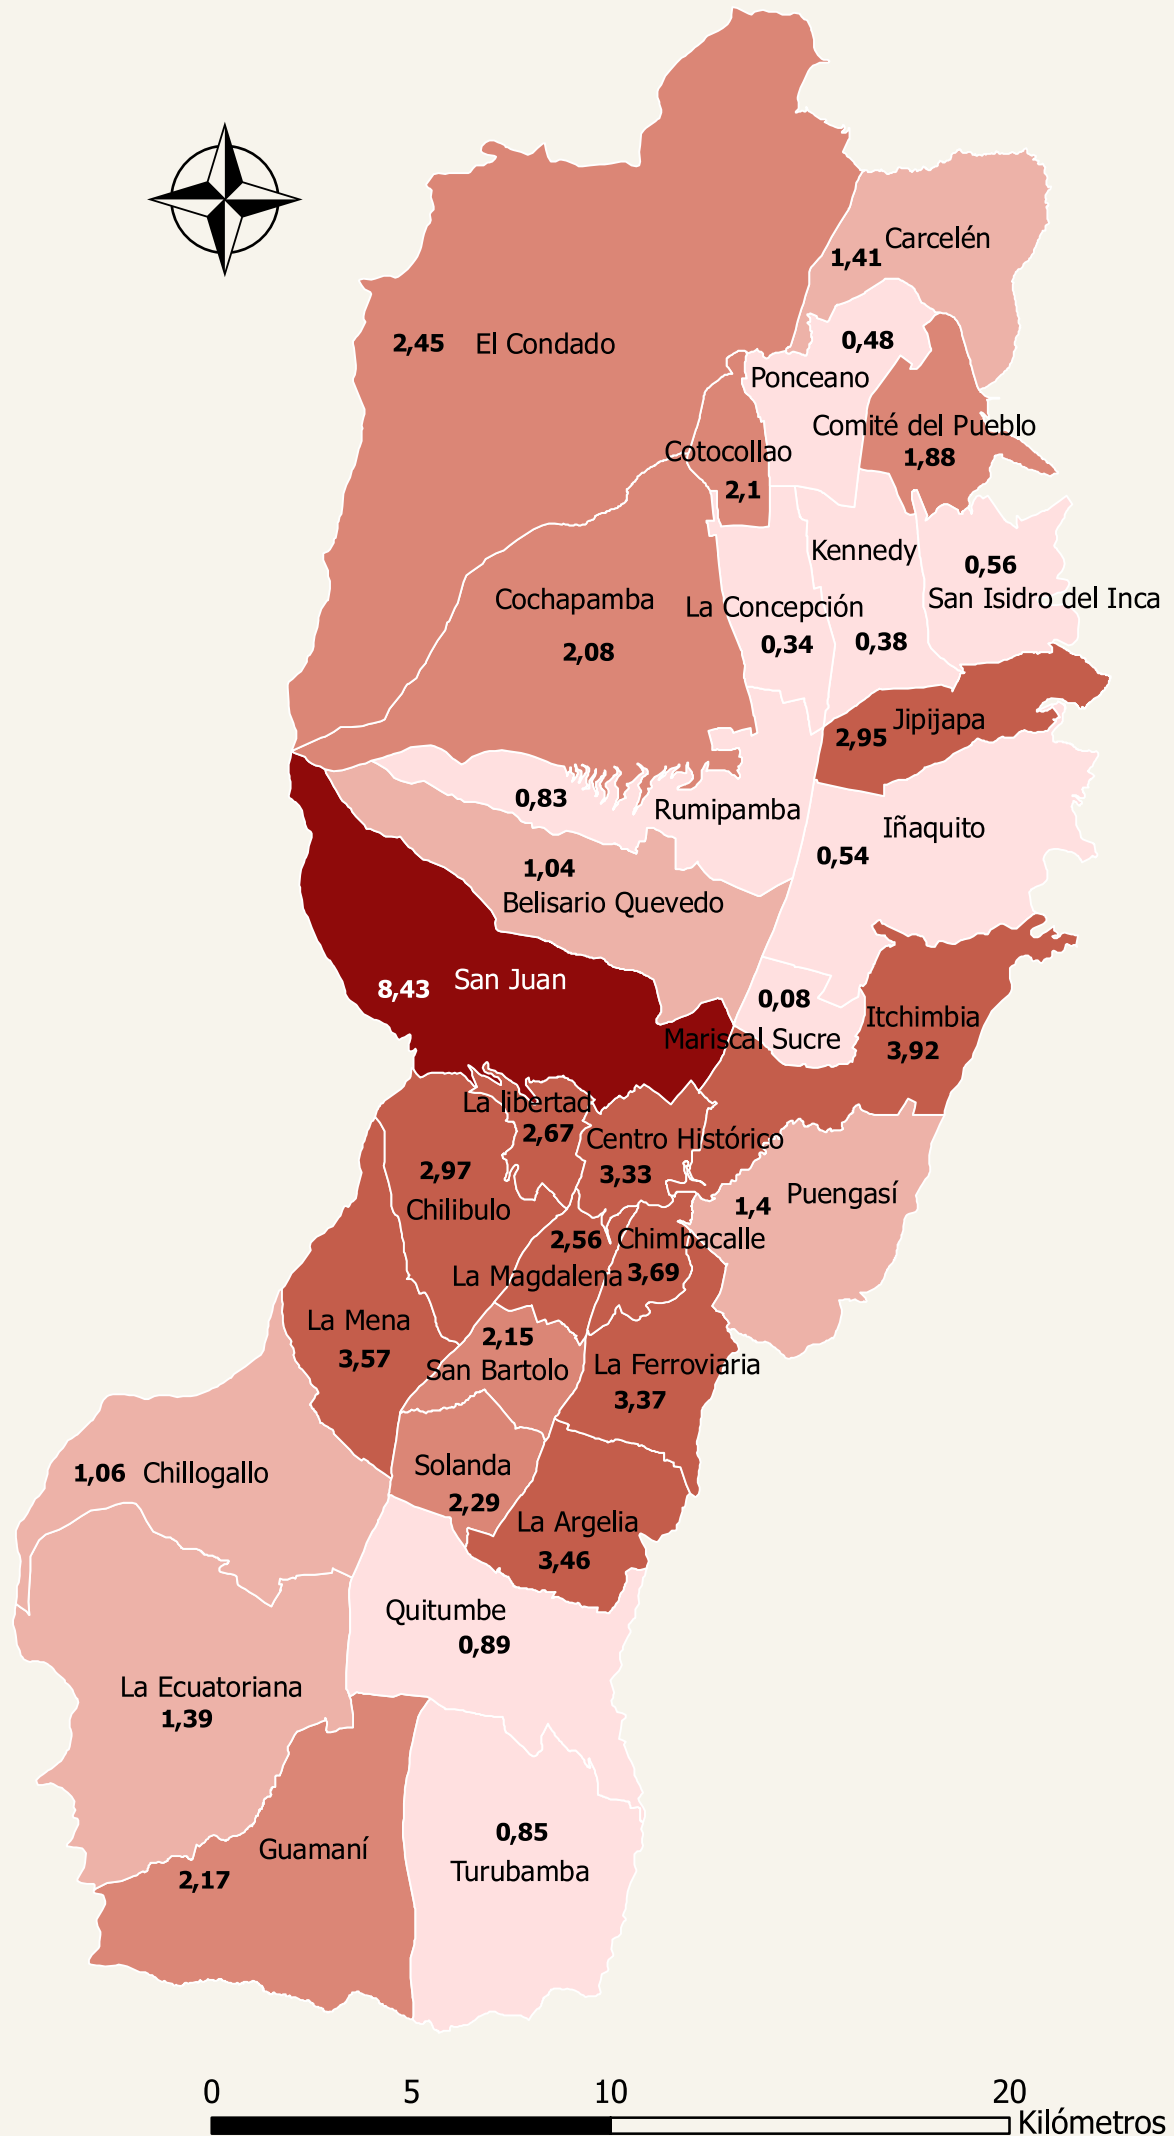 Carcelén
1,41
2,45 El Condado
0,48
Ponceano
Comité del Pueblo
1,88
Cotocollao
2,1
Kennedy
0,56
San Isidro del Inca
Cochapamba
2,08
La Concepción
0,34
0,38
Jipijapa
2,95
0,83
Rumipamba
Iñaquito
0,54
1,04
Belisario Quevedo
San Juan
8,43
0,08
Mariscal Sucre
Itchimbia
3,92
La libertad
2,67
Centro Histórico
3,33
2,97
Chilibulo
Puengasí
1,4
2,56
La Magdalena
Chimbacalle
3,69
La Mena
3,57
2,15
San Bartolo
La Ferroviaria
3,37
1,06 Chillogallo
Solanda
2,29
La Argelia
3,46
Quitumbe
0,89
La Ecuatoriana
1,39
Guamaní
2,17
0,85
Turubamba
0 5 10 20
Kilómetros